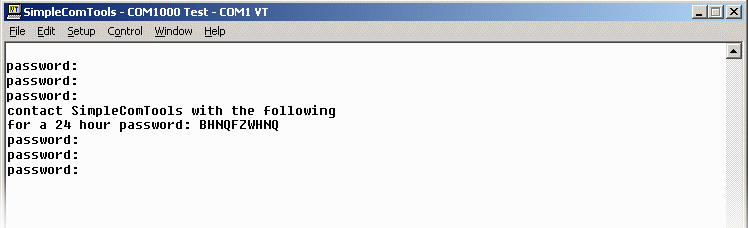 SimpleComTools - COM1000 Test - COM1 VT
File Edit Setup Control Window Help
password:
password:
password:
contact SimpleComTools with the following
for a 24 hour password: BHNQFZWHNQ
password:
password:
password: